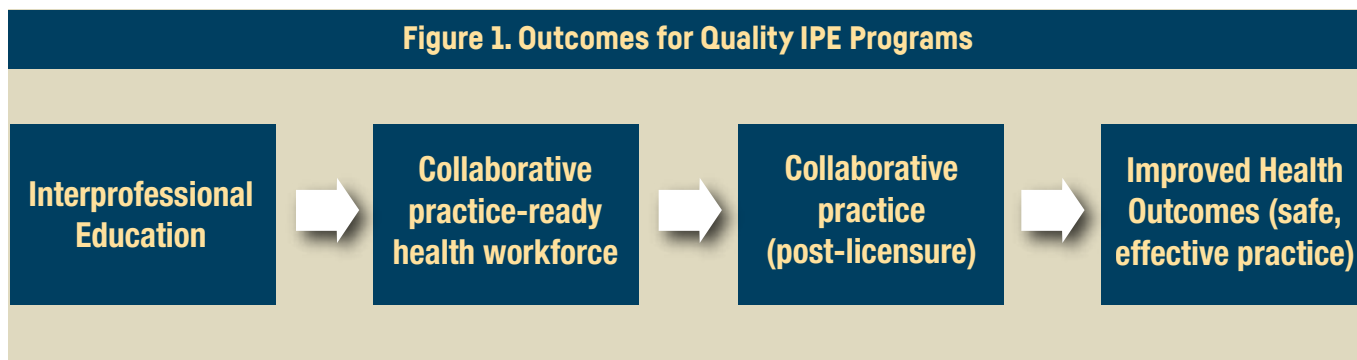 Figure 1. Outcomes for Quality IPE Programs
Interprofessional
Education
Collaborative
practice-ready
health workforce
Collaborative
practice
(post-licensure)
Improved Health
Outcomes (safe,
effective practice)